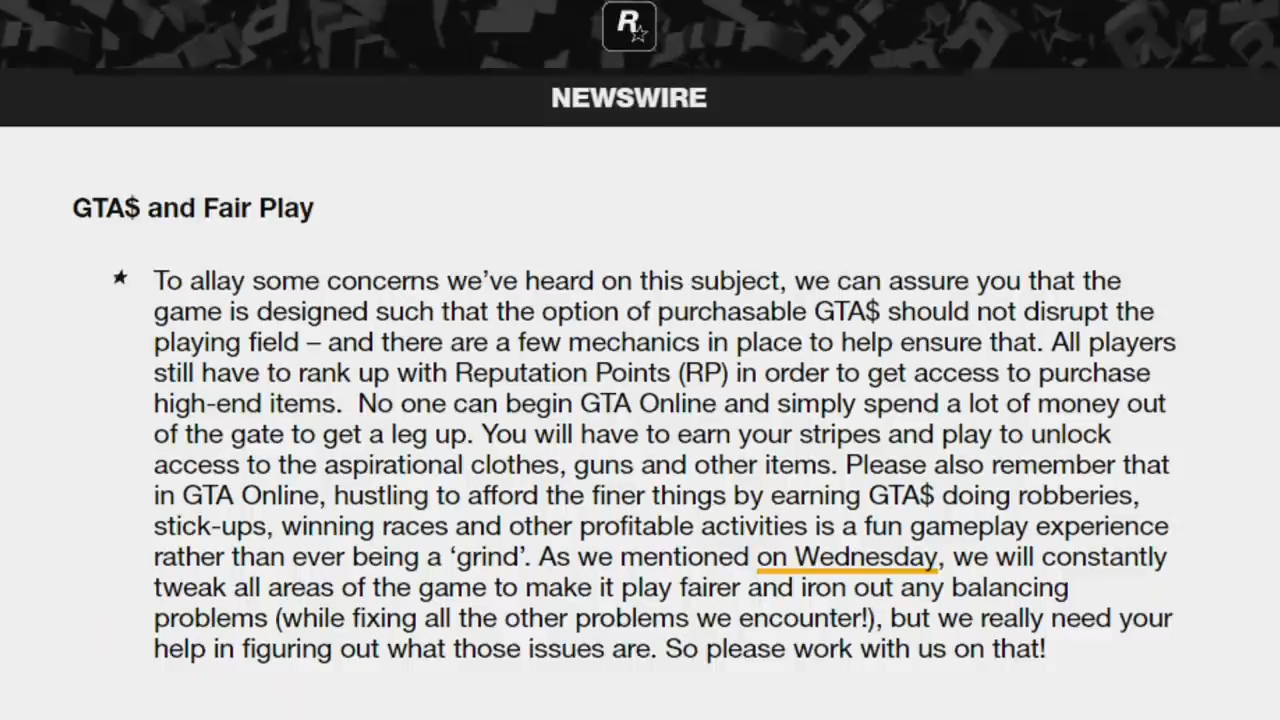 R
NEWSWIRE
GTA$ and Fair Play
To allay some concerns we’ve heard on this subject, we can assure you that the
game is designed such that the option of purchasable GTA$ should not disrupt the
playing field – and there are a few mechanics in place to help ensure that. All players
still have to rank up with Reputation Points (RP) in order to get access to purchase
high-end items.  No one can begin GTA Online and simply spend a lot of money out
of the gate to get a leg up. You will have to earn your stripes and play to unlock
access to the aspirational clothes, guns and other items. Please also remember that
in GTA Online, hustling to afford the finer things by earning GTA$ doing robberies,
stick-ups, winning races and other profitable activities is a fun gameplay experience
rather than ever being a ‘grind’. As we mentioned on Wednesday, we will constantly
tweak all areas of the game to make it play fairer and iron out any balancing
problems (while fixing all the other problems we encounter!), but we really need your
help in figuring out what those issues are. So please work with us on that!